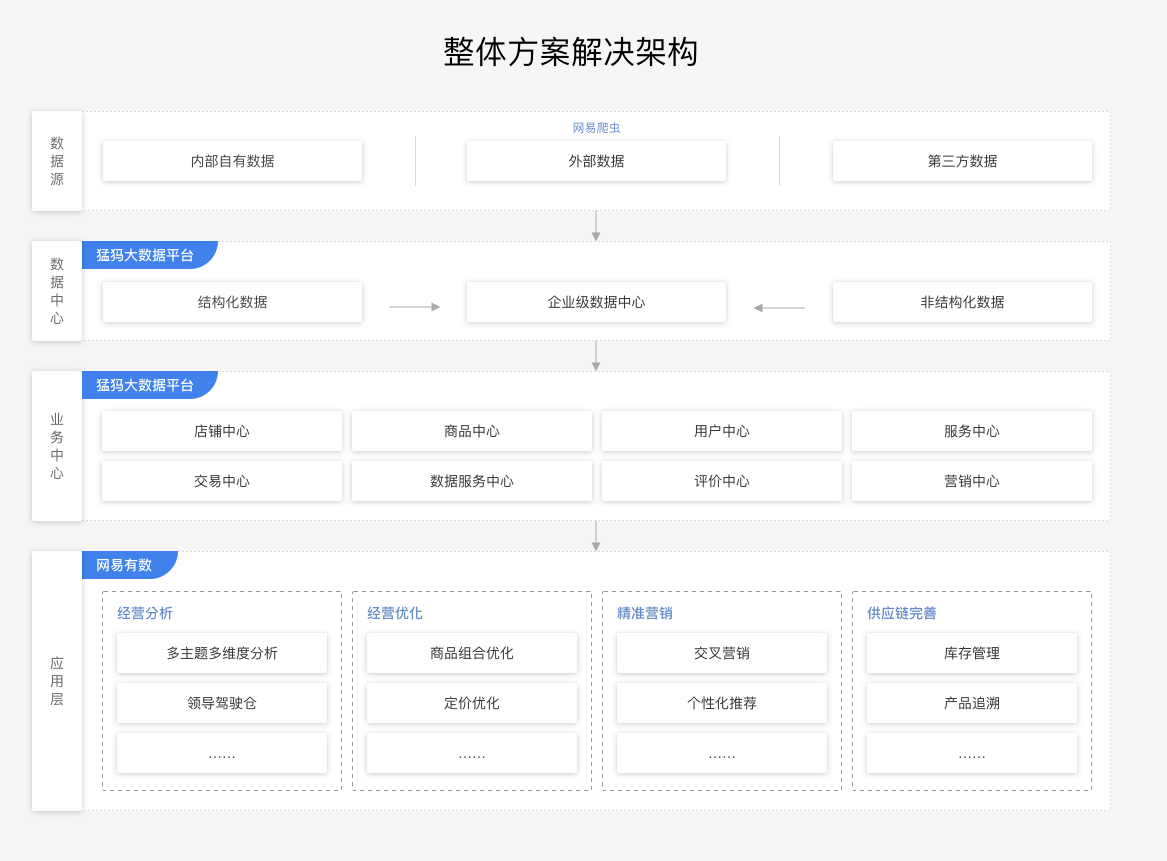 整体方案解决架构
数据源
网易爬虫
内部自有数据
外部数据
第三方数据
数据中心
猛犸大数据平台
结构化数据
企业级数据中心
非结构化数据
业务中心
猛犸大数据平台
店铺中心
商品中心
用户中心
服务中心
交易中心
数据服务中心
评价中心
营销中心
应用层
网易有数
经营分析
多主题多维度分析
领导驾驶仓
……
经营优化
商品组合优化
定价优化
……
精准营销
交叉营销
个性化推荐
……
供应链完善
库存管理
产品追溯
……